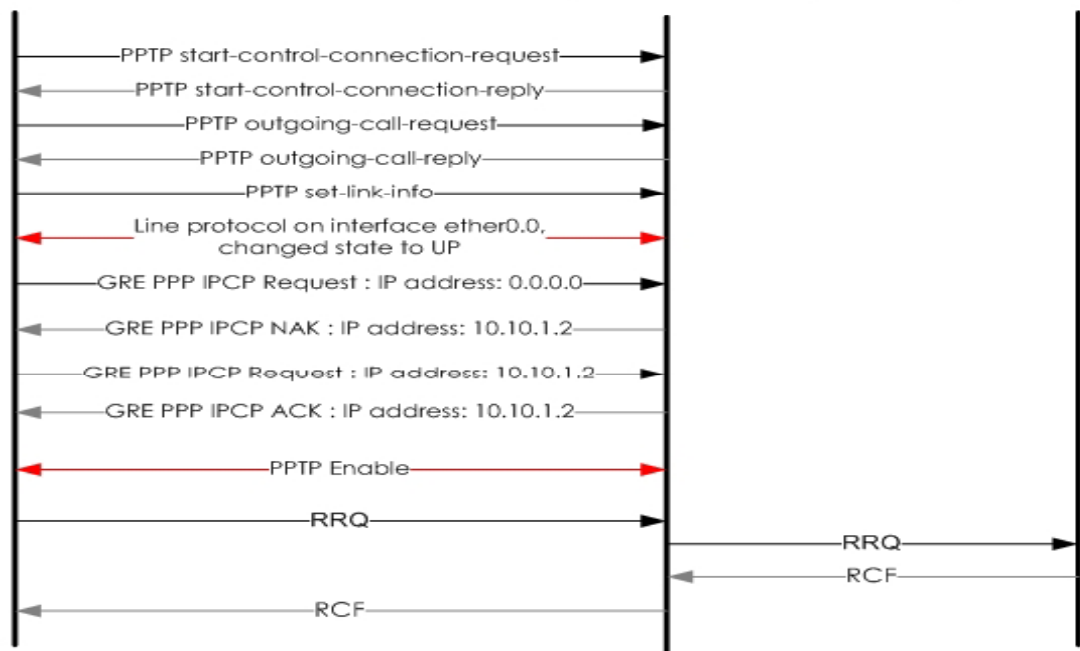 PPTP start-control-connection-request
PPTP start-control-connection-reply
PPTP outgoing-call-request
PPTP outgoing-call-reply
PPTP set-link-info
Line protocol on interface ether0.0,
changed state to UP
GRE PPP IPCP Request : IP address: 0.0.0.0
GRE PPP IPCP NAK : IP address: 10.10.1.2
GRE PPP IPCP Request : IP address: 10.10.1.2
GRE PPP IPCP ACK : IP address: 10.10.1.2
PPTP Enable
RRQ
RRQ
RCF
RCF